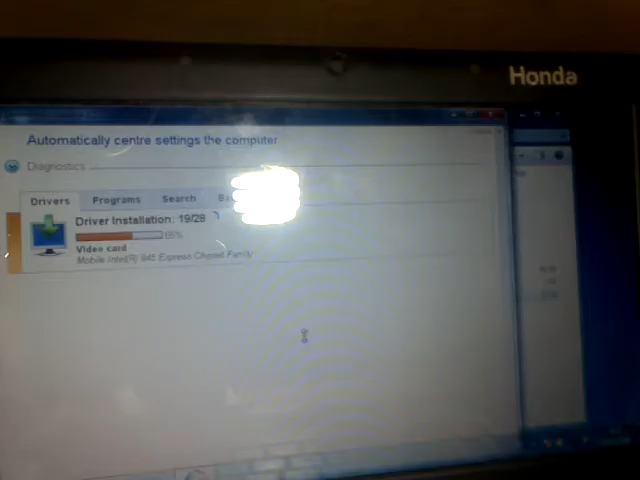 Honda
Automatically centre settings the computer
Diagnostics
Drivers Programs Search
Driver Installation: 19/28
66%
Video card
Mobile Intel(R) 945 Express Chipset Family